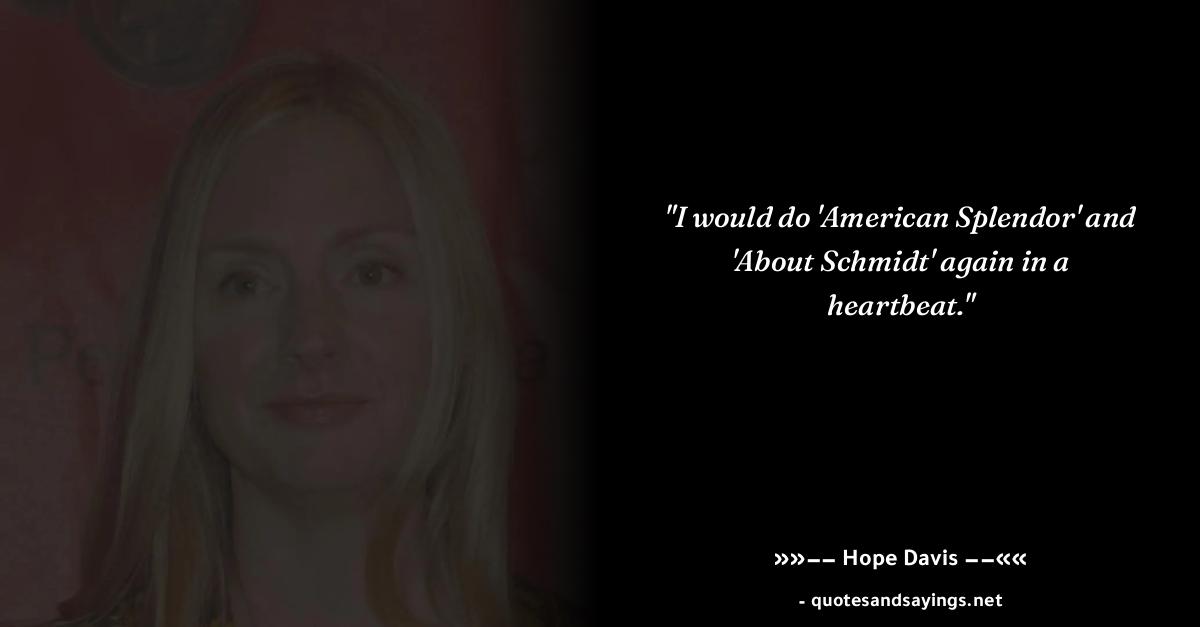 "I would do 'American Splendor' and
'About Schmidt' again in a
heartbeat."
»»–– Hope Davis ––««
- quotesandsayings.net